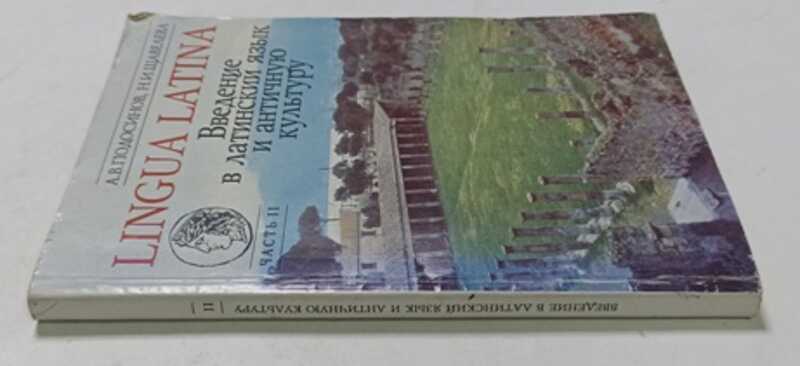 А.В.ПОДОСИНОВ, Н.И.ЩАВЕЛЕВА
LINGUA LATINA
Введение
в латинский язык
и античную
культуру
ЧАСТЬ II
ВВЕДЕНИЕ В ЛАТИНСКИЙ ЯЗЫК И АНТИЧНУЮ КУЛЬТУРУ II